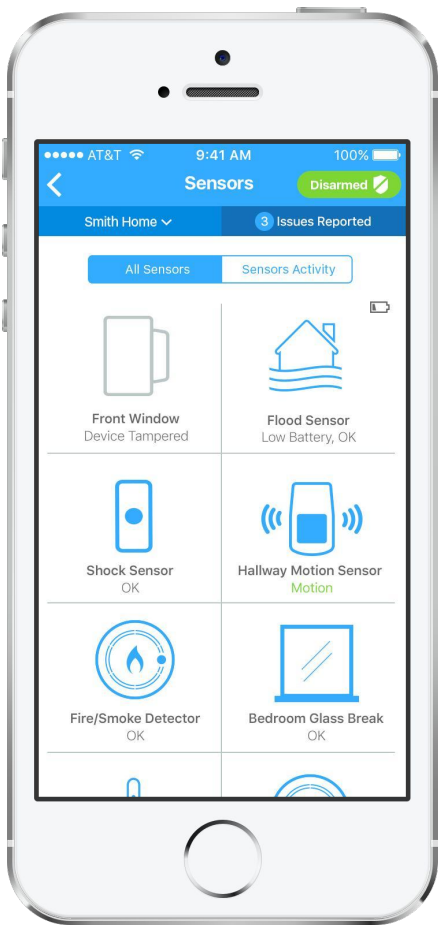 AT&T 9:41 AM 100%
Sensors Disarmed
Smith Home 3 Issues Reported
All Sensors Sensors Activity
Front Window Flood Sensor
Device Tampered Low Battery, OK
Shock Sensor Hallway Motion Sensor
OK Motion
Fire/Smoke Detector Bedroom Glass Break
OK OK